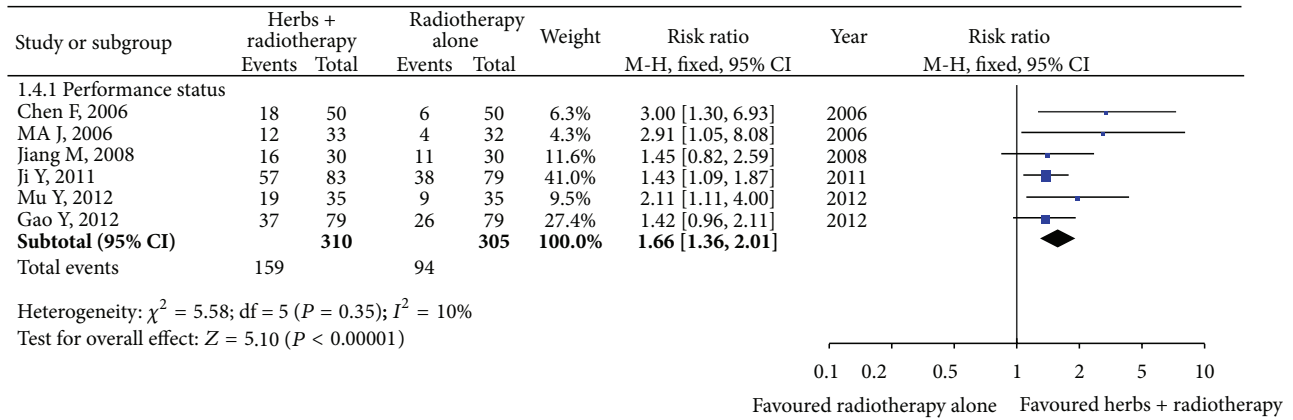 Study or subgroup Herbs + radiotherapy Radiotherapy alone Weight Risk ratio Year Risk ratio
Events Total Events Total M-H, fixed, 95% CI M-H, fixed, 95% CI
1.4.1 Performance status
Chen F, 2006 18 50 6 50 6.3% 3.00 [1.30, 6.93] 2006
MA J, 2006 12 33 4 32 4.3% 2.91 [1.05, 8.08] 2006
Jiang M, 2008 16 30 11 30 11.6% 1.45 [0.82, 2.59] 2008
Ji Y, 2011 57 83 38 79 41.0% 1.43 [1.09, 1.87] 2011
Mu Y, 2012 19 35 9 35 9.5% 2.11 [1.11, 4.00] 2012
Gao Y, 2012 37 79 26 79 27.4% 1.42 [0.96, 2.11] 2012
Subtotal (95% CI) 310 305 100.0% 1.66 [1.36, 2.01]
Total events 159 94
Heterogeneity: χ² = 5.58; df = 5 (P = 0.35); I² = 10%
Test for overall effect: Z = 5.10 (P < 0.00001)
0.1 0.2 0.5 1 2 5 10
Favoured radiotherapy alone Favoured herbs + radiotherapy